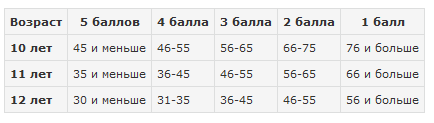 Возраст 5 баллов 4 балла 3 балла 2 балла 1 балл
10 лет 45 и меньше 46-55 56-65 66-75 76 и больше
11 лет 35 и меньше 36-45 46-55 56-65 66 и больше
12 лет 30 и меньше 31-35 36-45 46-55 56 и больше